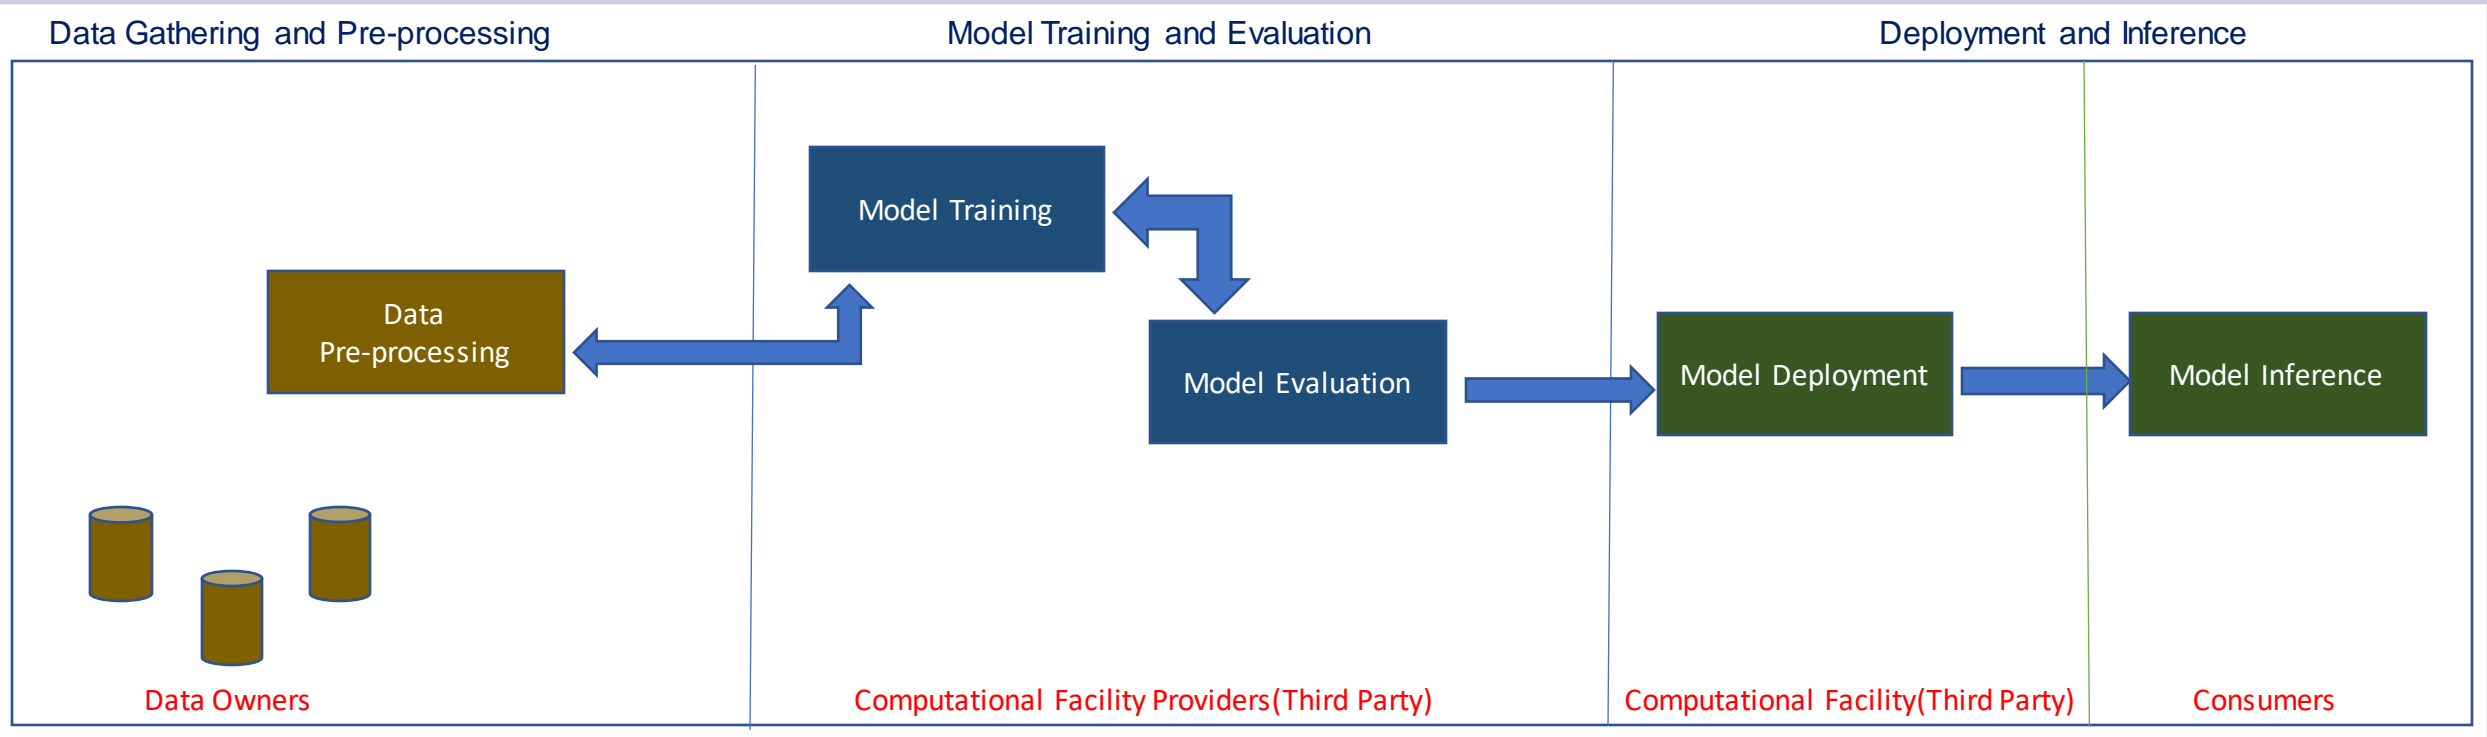 Data Gathering and Pre-processing
Model Training and Evaluation
Deployment and Inference
Model Training
Data
Pre-processing
Model Evaluation
Model Deployment
Model Inference
Data Owners
Computational Facility Providers(Third Party)
Computational Facility(Third Party)
Consumers